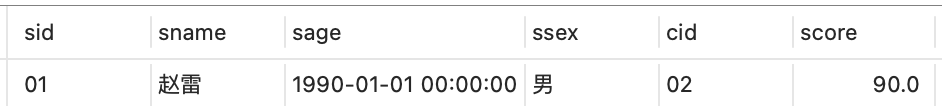 sid sname sage ssex cid score
01 赵雷 1990-01-01 00:00:00 男 02 90.0